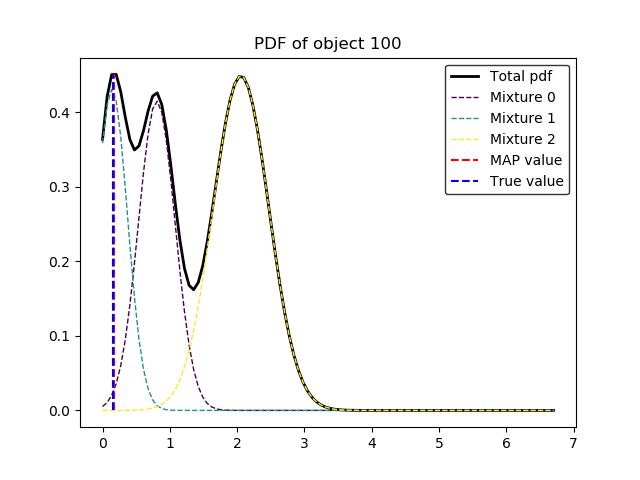 PDF of object 100
Total pdf
Mixture 0
Mixture 1
Mixture 2
MAP value
True value
0.4
0.3
0.2
0.1
0.0
0 1 2 3 4 5 6 7